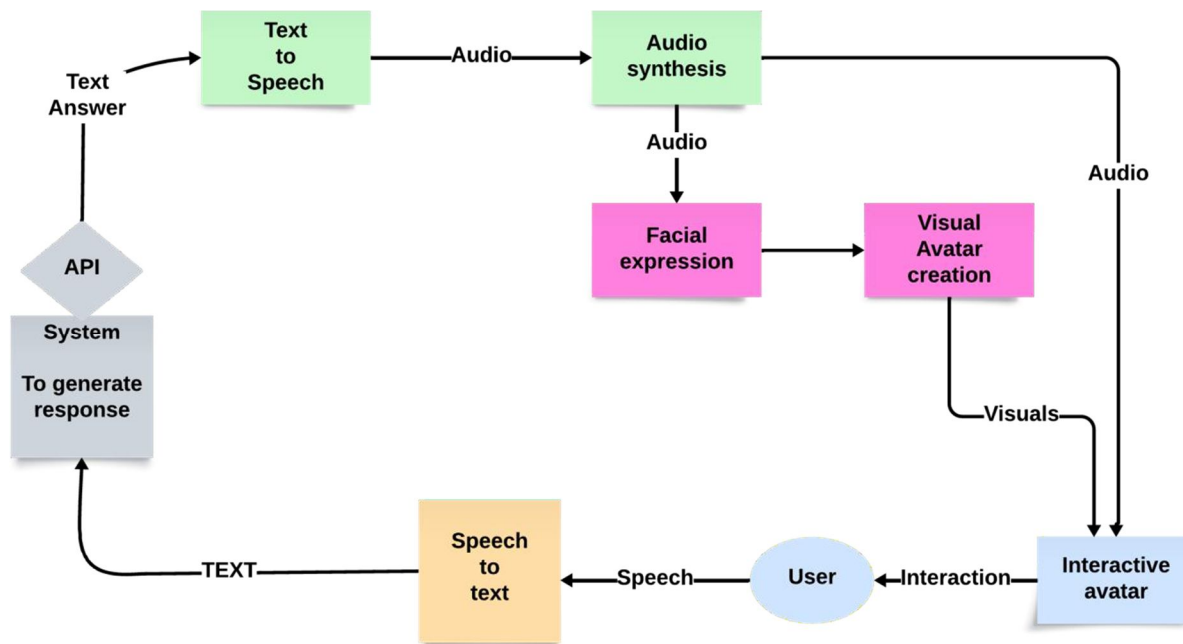 Text
to
Speech
Audio
Audio
synthesis
Text
Answer
Audio
Audio
API
Facial
expression
Visual
Avatar
creation
System
To generate
response
Visuals
Speech
to
text
TEXT
Speech
User
Interaction
Interactive
avatar